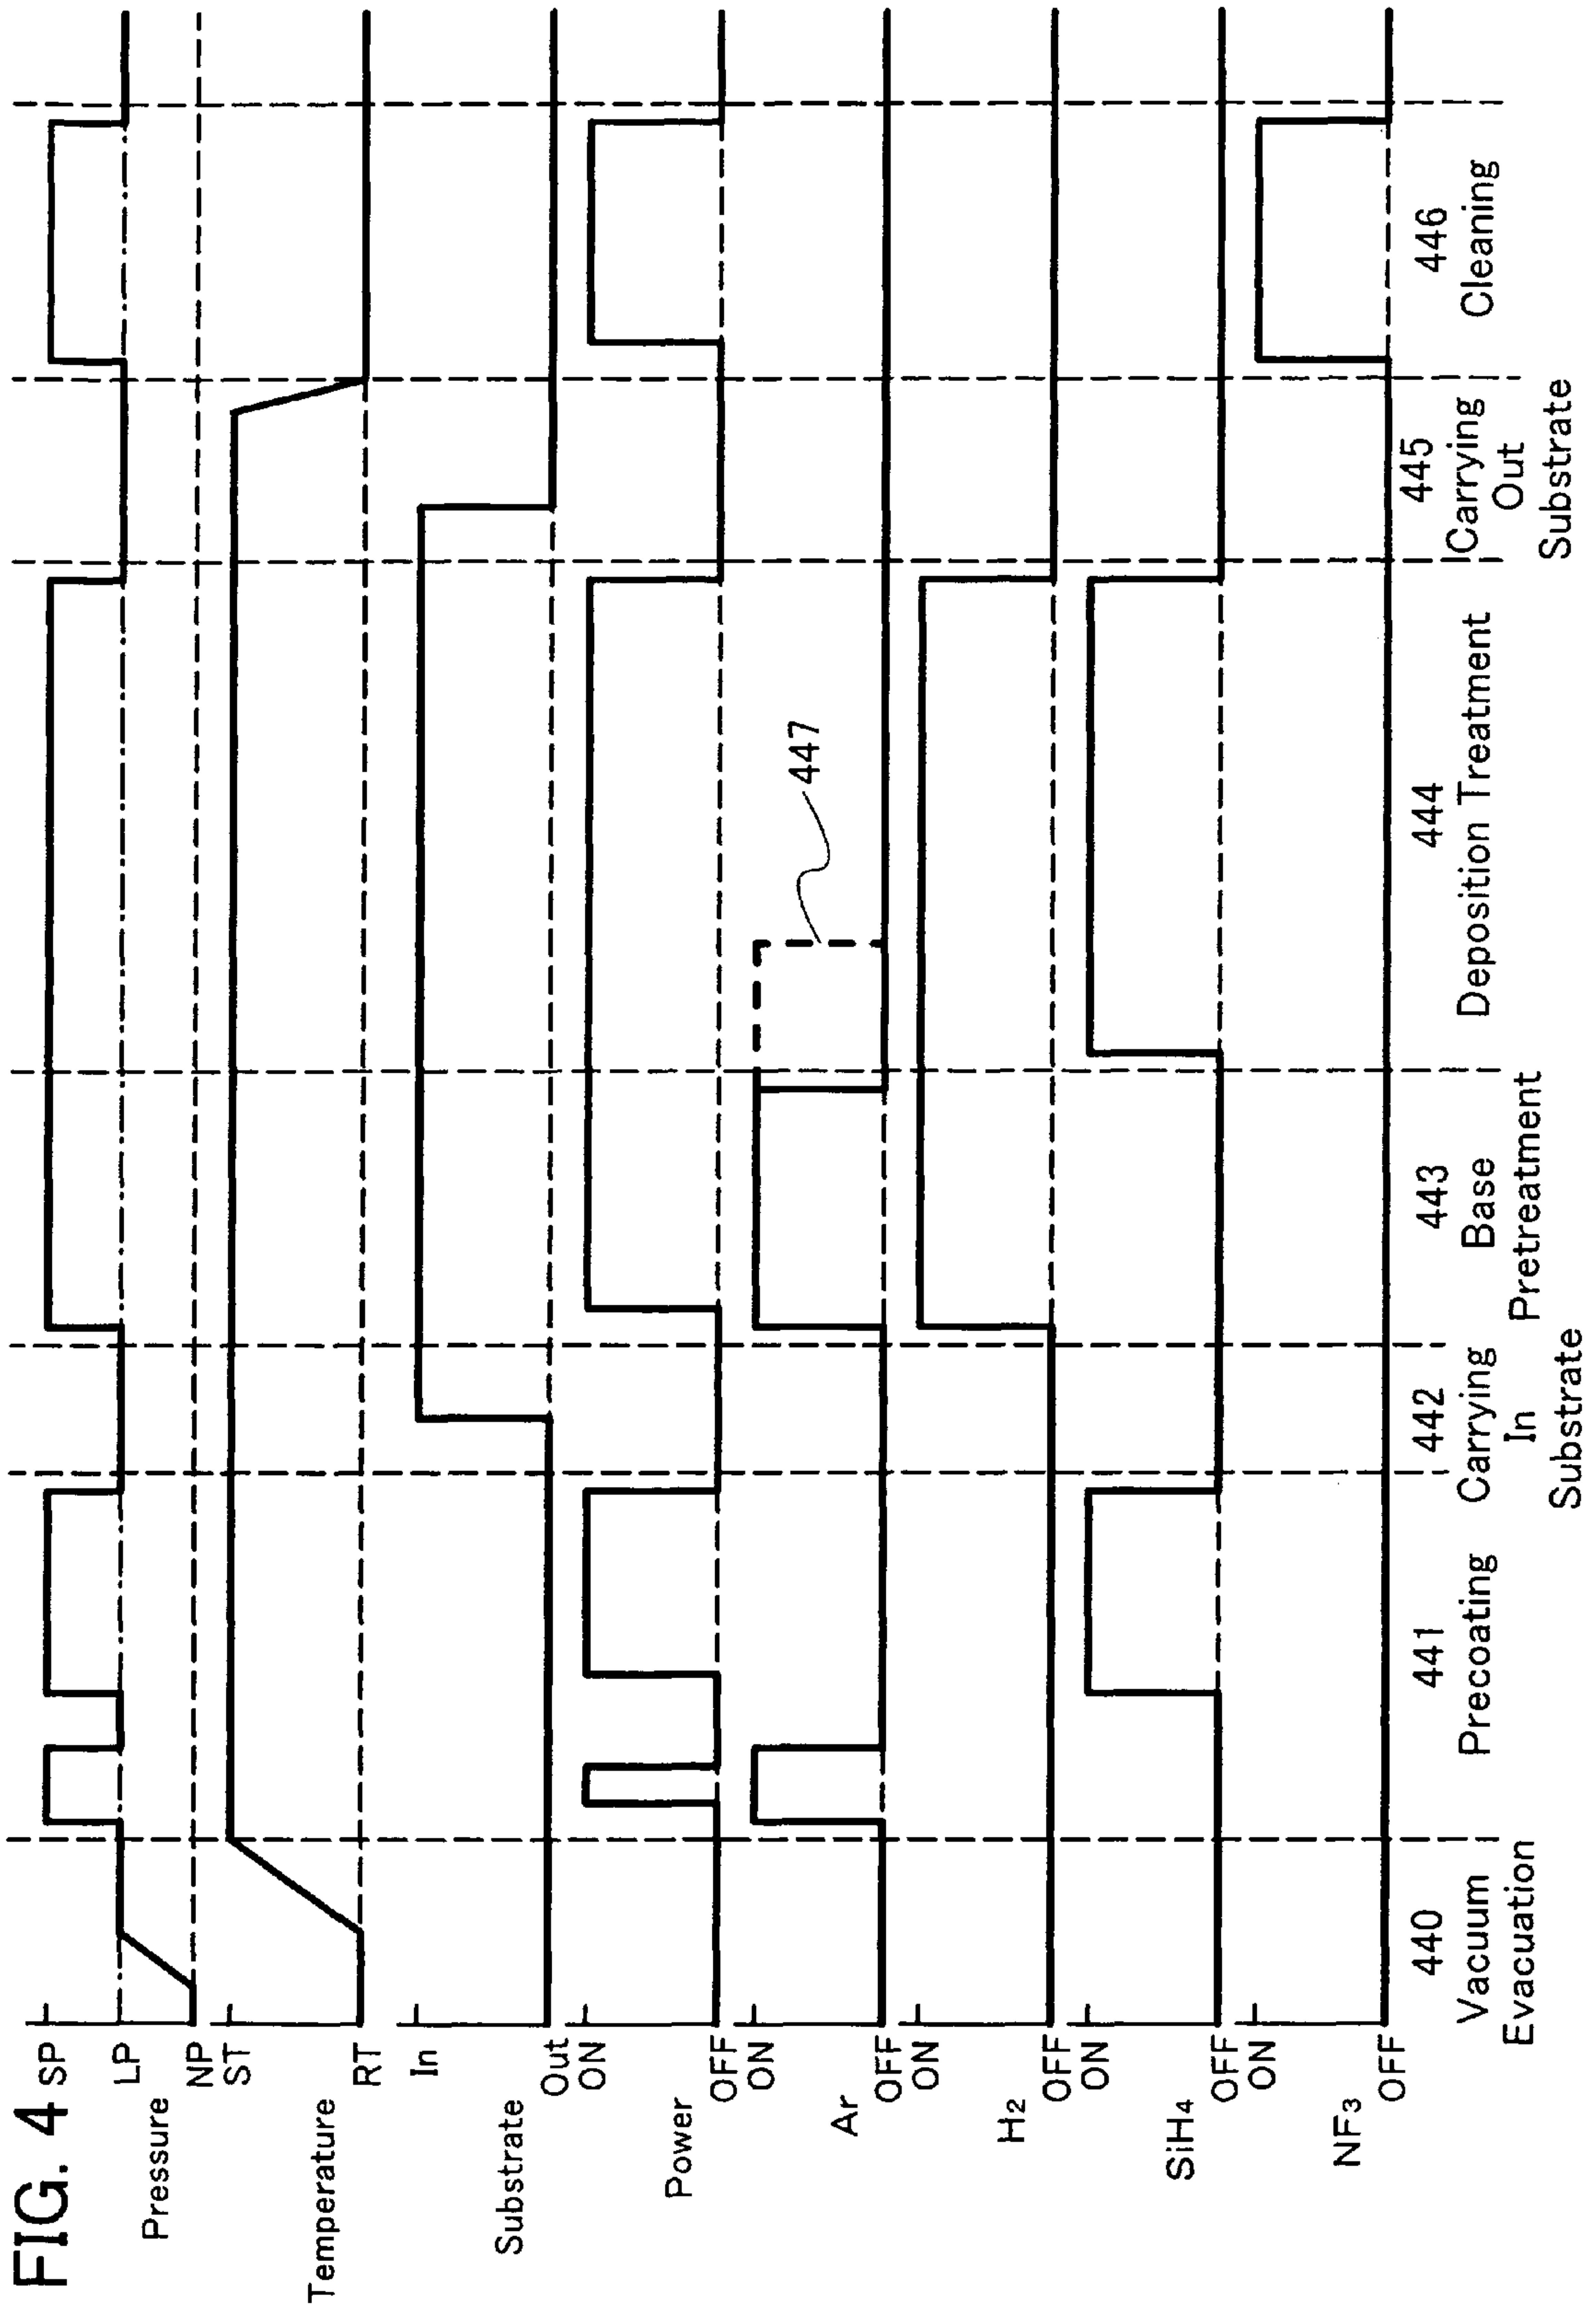 FIG. 4
Pressure
SP
LP
NP
Temperature
ST
RT
Substrate
In
Out
Power
ON
OFF
Ar
ON
OFF
H2
ON
OFF
SiH4
ON
OFF
NF3
ON
OFF
447
440
Vacuum
Evacuation
441
Precoating
442
Carrying
In
Substrate
443
Base
Pretreatment
444
Deposition Treatment
445
Carrying
Out
Substrate
446
Cleaning